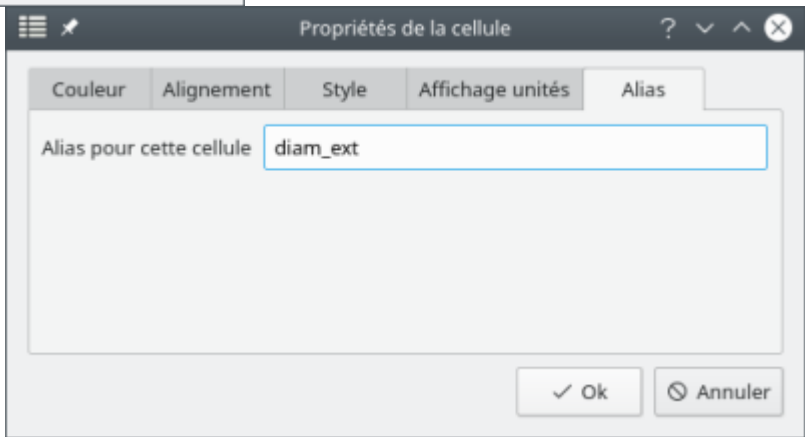 Propriétés de la cellule
Couleur Alignement Style Affichage unités Alias
Alias pour cette cellule diam_ext
Ok Annuler